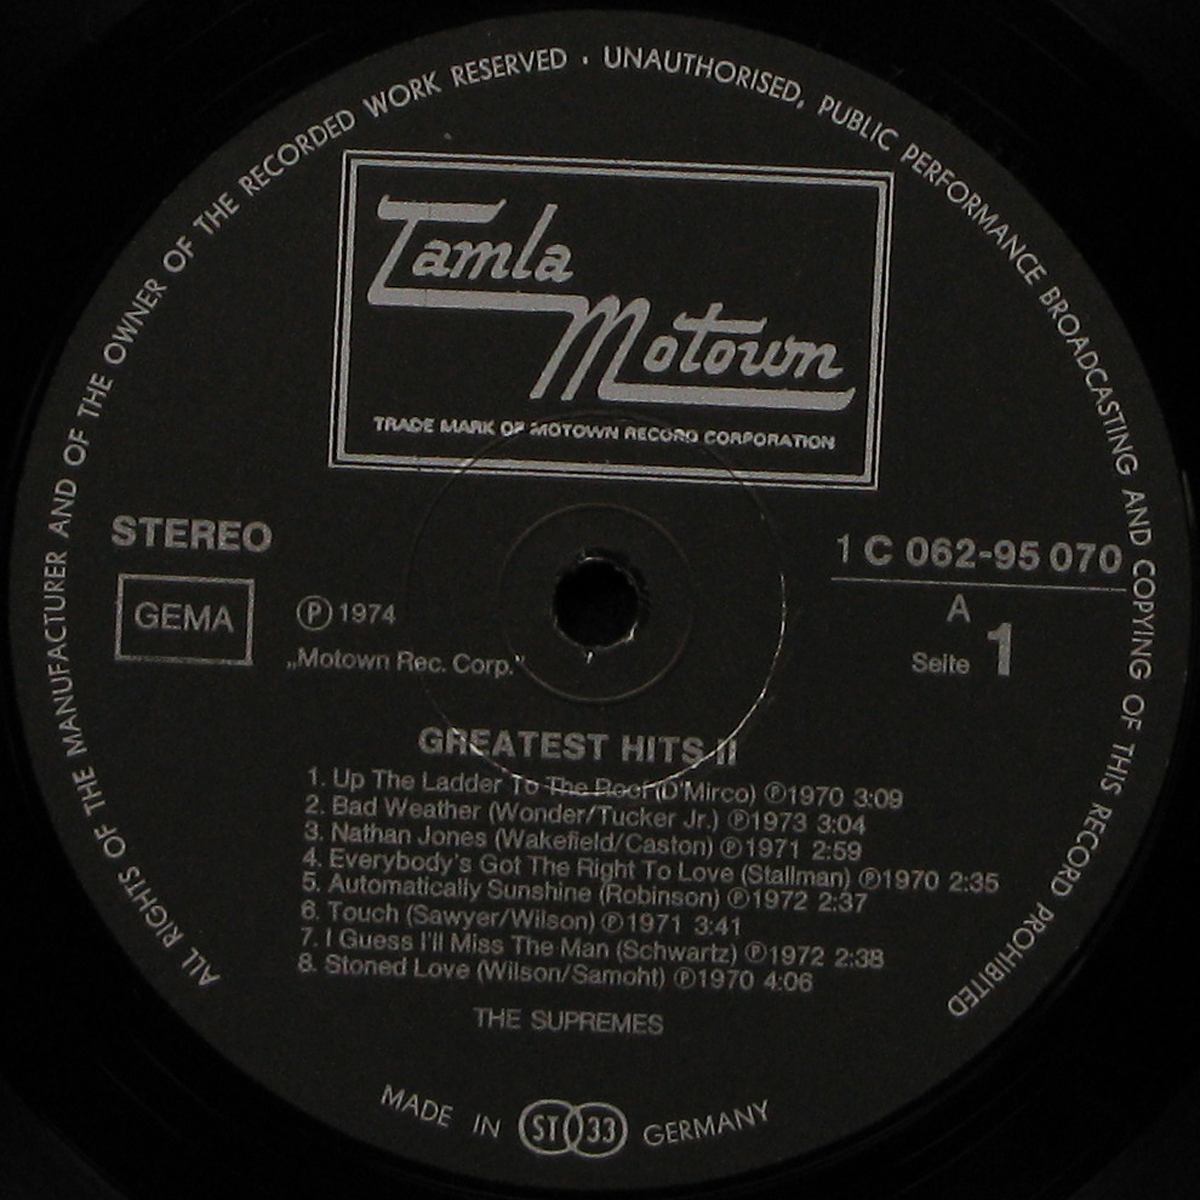 ALL RIGHTS OF THE MANUFACTURER AND OF THE OWNER OF THE RECORDED WORK RESERVED · UNAUTHORISED, PUBLIC PERFORMANCE BROADCASTING AND COPYING OF THIS RECORD PROHIBITED
Tamla
Motown
TRADE MARK OF MOTOWN RECORD CORPORATION
STEREO
GEMA
℗ 1974
„Motown Rec. Corp."
1 C 062-95 070
A
Seite 1
GREATEST HITS II
1. Up The Ladder To The Roof (D'Mirco) ℗1970 3:09
2. Bad Weather (Wonder/Tucker Jr.) ℗1973 3:04
3. Nathan Jones (Wakefield/Caston) ℗1971 2:59
4. Everybody's Got The Right To Love (Stallman) ℗1970 2:35
5. Automatically Sunshine (Robinson) ℗1972 2:37
6. Touch (Sawyer/Wilson) ℗1971 3:41
7. I Guess I'll Miss The Man (Schwartz) ℗1972 2:38
8. Stoned Love (Wilson/Samoht) ℗1970 4:06
THE SUPREMES
MADE IN ST 33 GERMANY